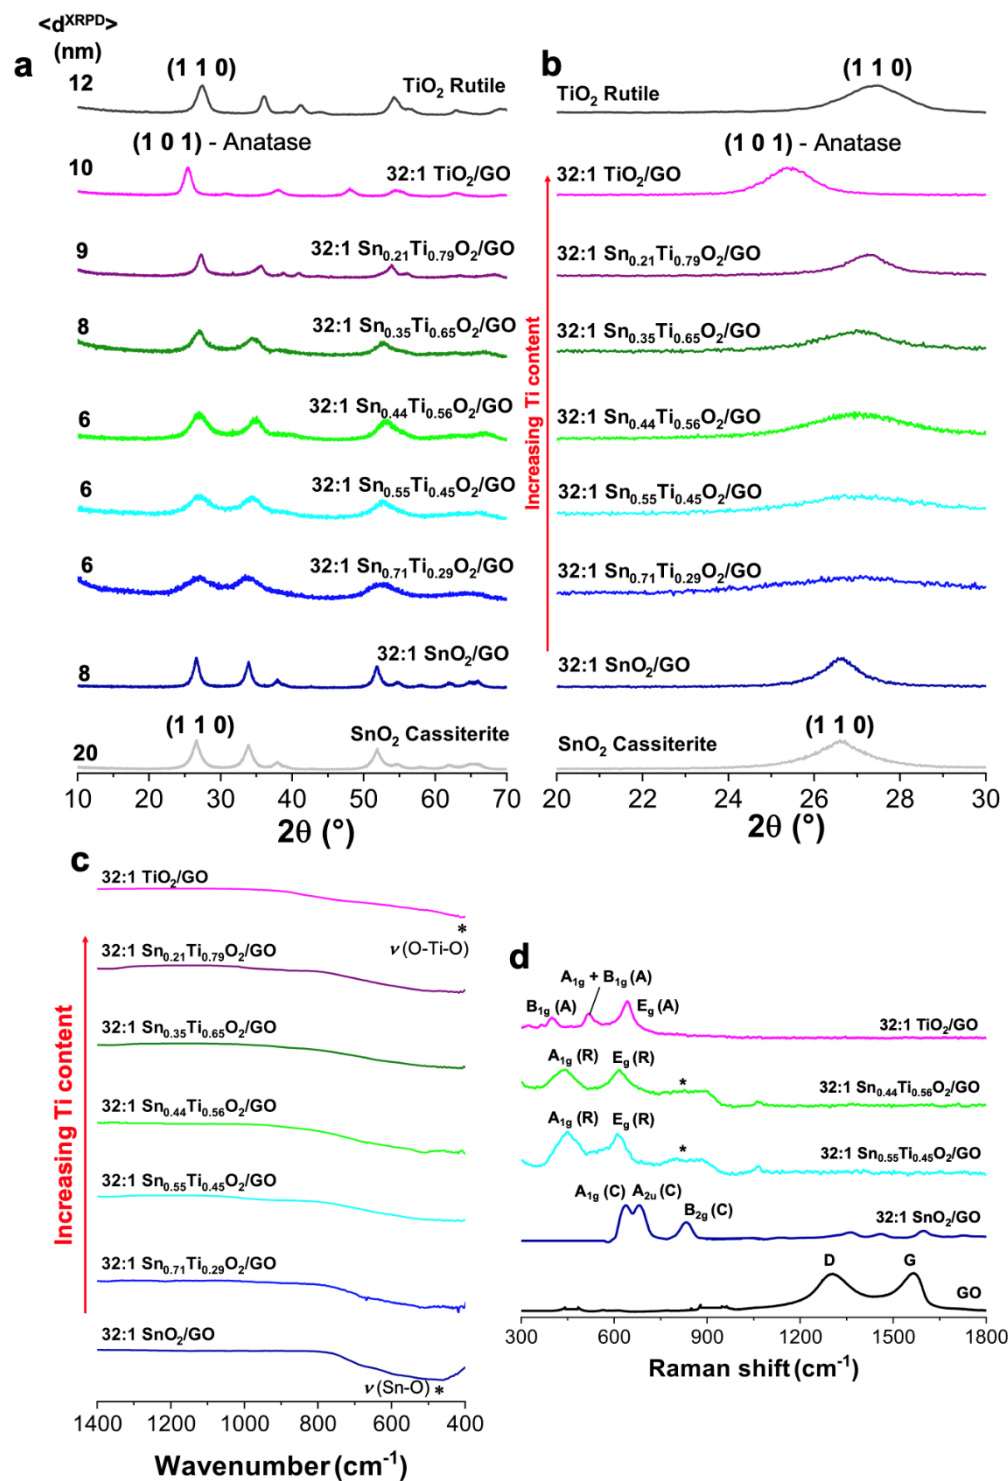 <d^XRPD>
(nm)
a
b
12
(1 1 0)
TiO₂ Rutile
(1 1 0)
TiO₂ Rutile
(1 0 1) - Anatase
(1 0 1) - Anatase
10
32:1 TiO₂/GO
32:1 TiO₂/GO
9
32:1 Sn₀.₂₁Ti₀.₇₉O₂/GO
32:1 Sn₀.₂₁Ti₀.₇₉O₂/GO
8
32:1 Sn₀.₃₅Ti₀.₆₅O₂/GO
32:1 Sn₀.₃₅Ti₀.₆₅O₂/GO
6
32:1 Sn₀.₄₄Ti₀.₅₆O₂/GO
32:1 Sn₀.₄₄Ti₀.₅₆O₂/GO
6
32:1 Sn₀.₅₅Ti₀.₄₅O₂/GO
32:1 Sn₀.₅₅Ti₀.₄₅O₂/GO
6
32:1 Sn₀.₇₁Ti₀.₂₉O₂/GO
32:1 Sn₀.₇₁Ti₀.₂₉O₂/GO
Increasing Ti content
8
32:1 SnO₂/GO
32:1 SnO₂/GO
20
(1 1 0)
SnO₂ Cassiterite
(1 1 0)
SnO₂ Cassiterite
10 20 30 40 50 60 70
2θ (°)
20 22 24 26 28 30
2θ (°)
c
32:1 TiO₂/GO
*
ν(O-Ti-O)
32:1 Sn₀.₂₁Ti₀.₇₉O₂/GO
32:1 Sn₀.₃₅Ti₀.₆₅O₂/GO
32:1 Sn₀.₄₄Ti₀.₅₆O₂/GO
32:1 Sn₀.₅₅Ti₀.₄₅O₂/GO
32:1 Sn₀.₇₁Ti₀.₂₉O₂/GO
32:1 SnO₂/GO
ν(Sn-O) *
Increasing Ti content
1400 1200 1000 800 600 400
Wavenumber (cm⁻¹)
d
A₁g + B₁g (A)
B₁g (A)
Eg (A)
32:1 TiO₂/GO
A₁g (R)
Eg (R)
*
32:1 Sn₀.₄₄Ti₀.₅₆O₂/GO
A₁g (R)
Eg (R)
*
32:1 Sn₀.₅₅Ti₀.₄₅O₂/GO
A₁g (C) A₂u (C)
B₂g (C)
32:1 SnO₂/GO
D
G
GO
300 600 900 1200 1500 1800
Raman shift (cm⁻¹)